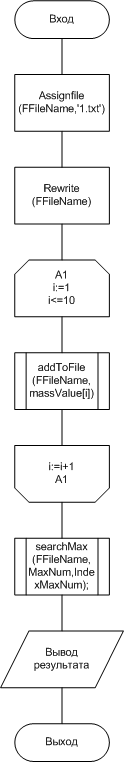 Вход
Assignfile
(FFileName,'1.txt')
Rewrite
(FFileName)
A1
i:=1
i<=10
addToFile
(FFileName,
massValue[i])
i:=i+1
A1
searchMax
(FFileName,
MaxNum,Inde
xMaxNum);
Вывод
результата
Выход